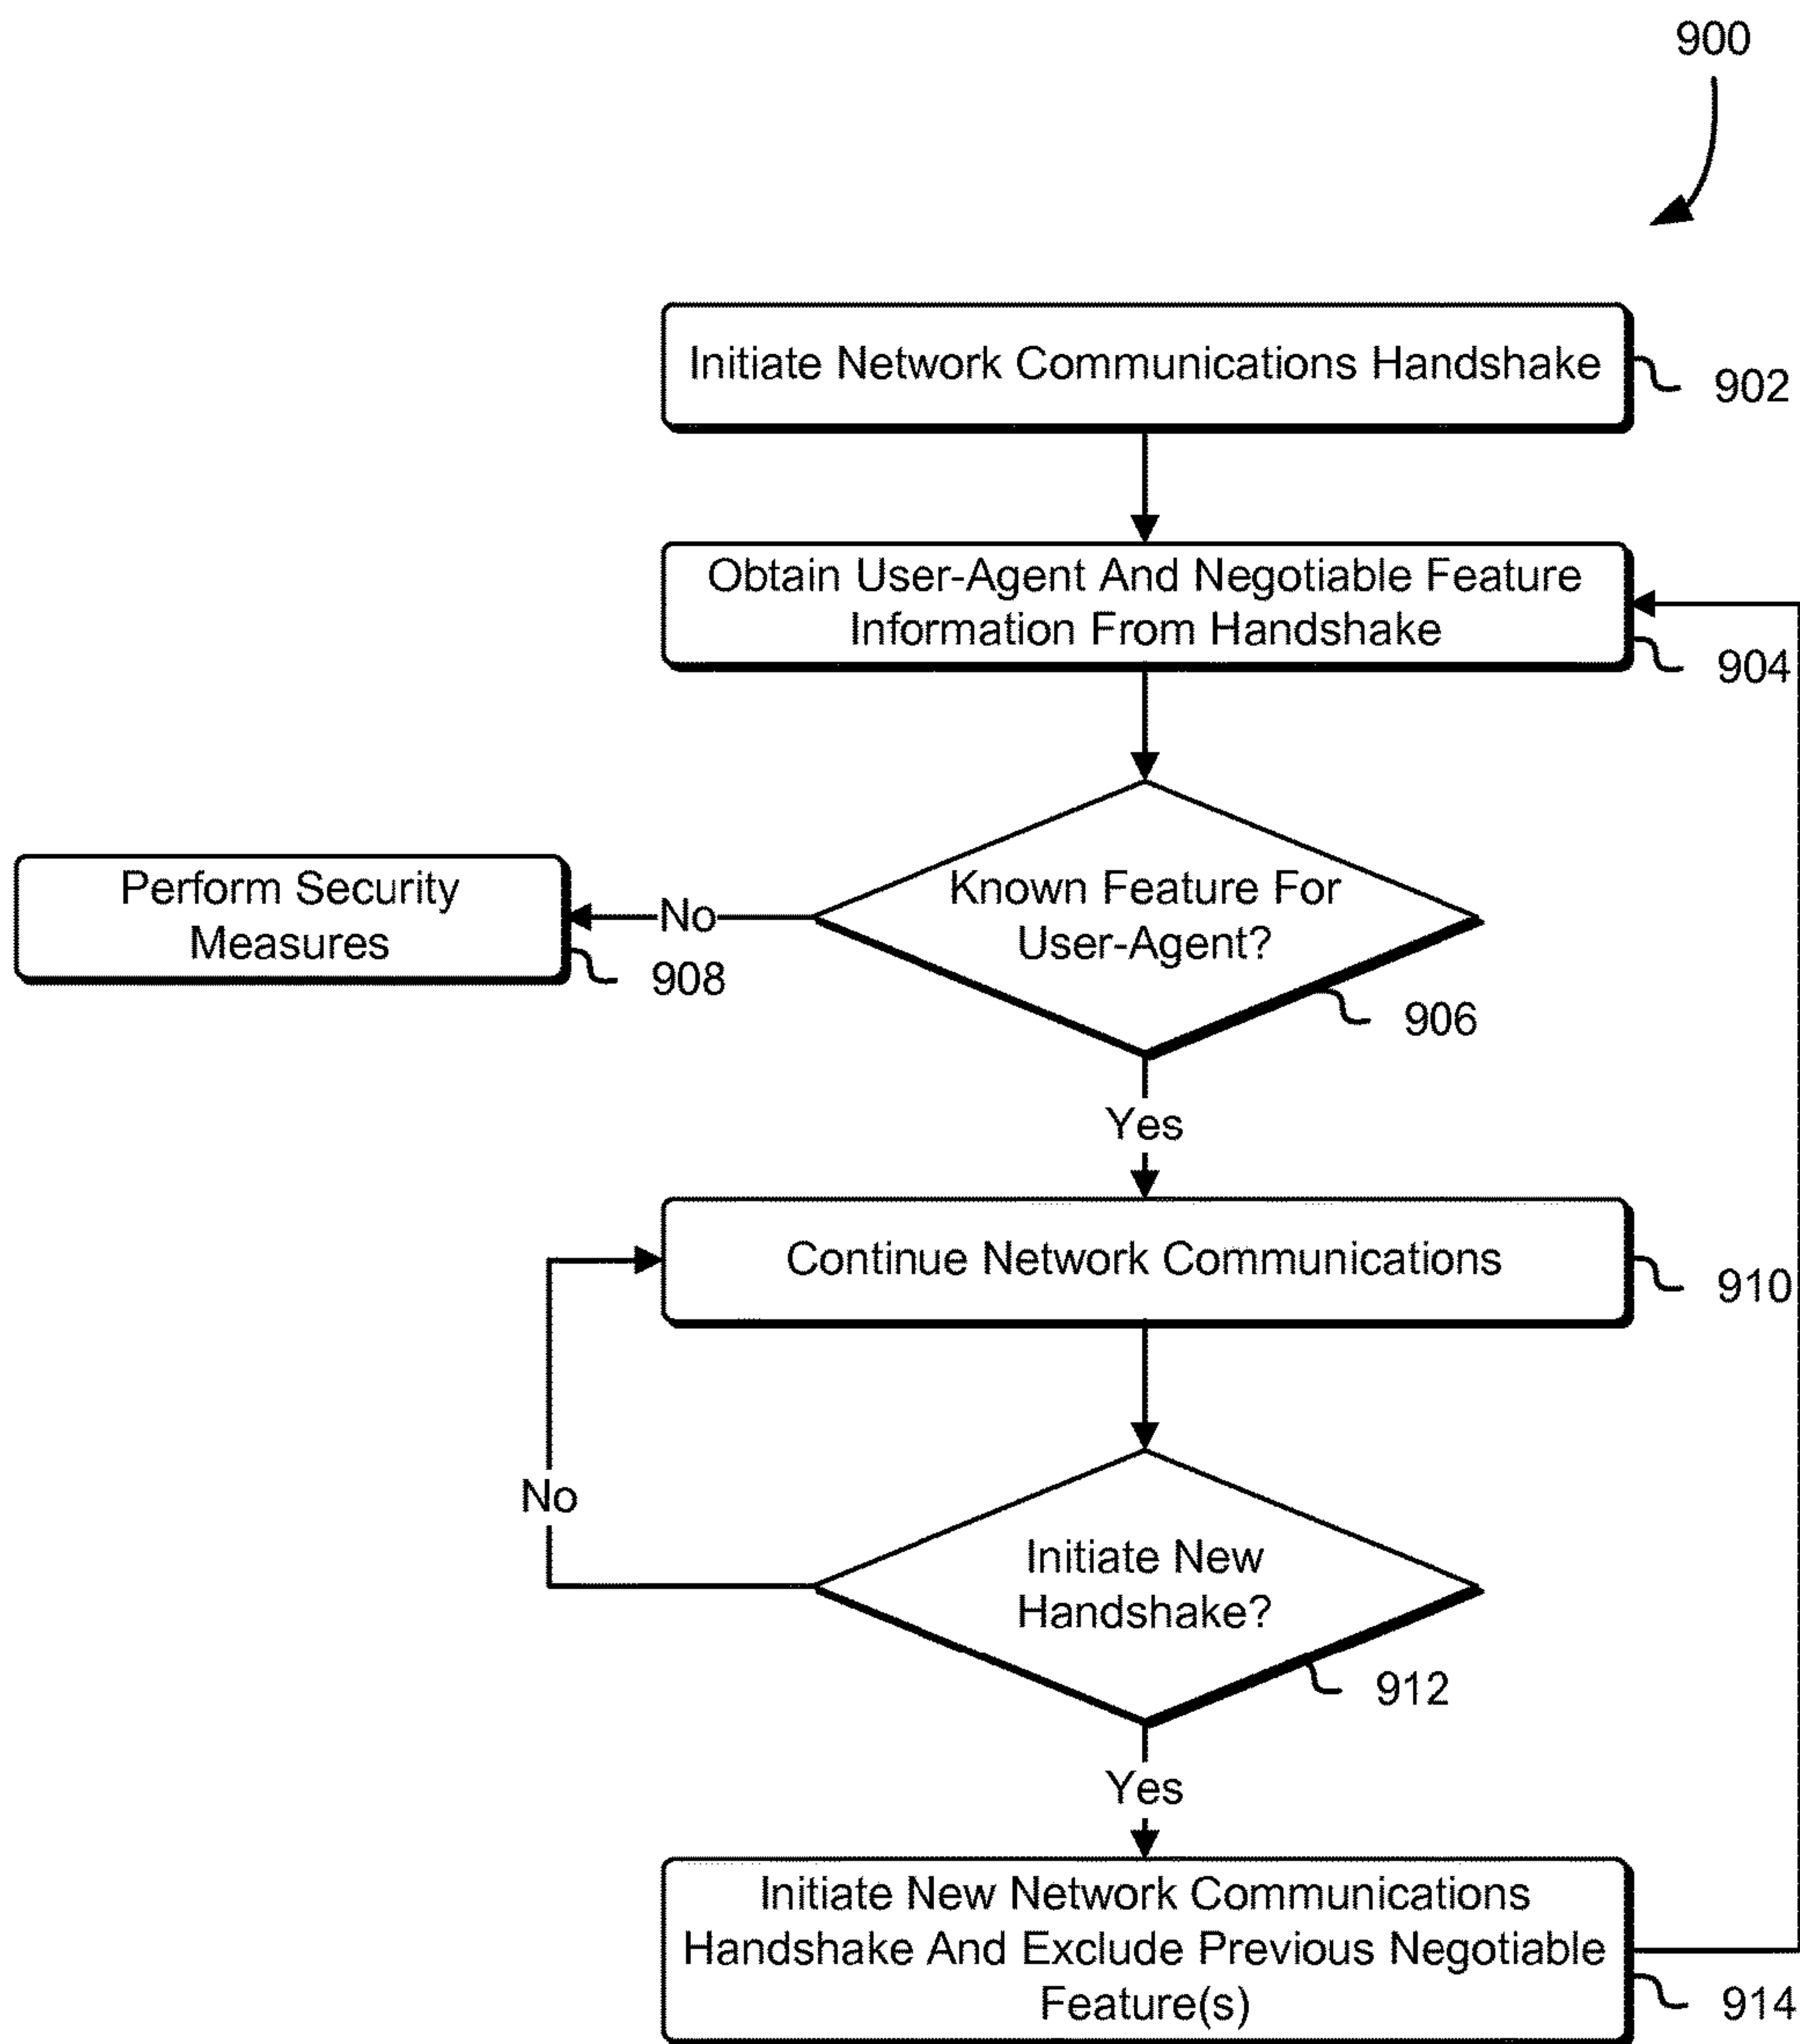 900
Initiate Network Communications Handshake
902
Obtain User-Agent And Negotiable Feature
Information From Handshake
904
Known Feature For
User-Agent?
906
No
Perform Security
Measures
908
Yes
Continue Network Communications
910
Initiate New
Handshake?
912
No
Yes
Initiate New Network Communications
Handshake And Exclude Previous Negotiable
Feature(s)
914